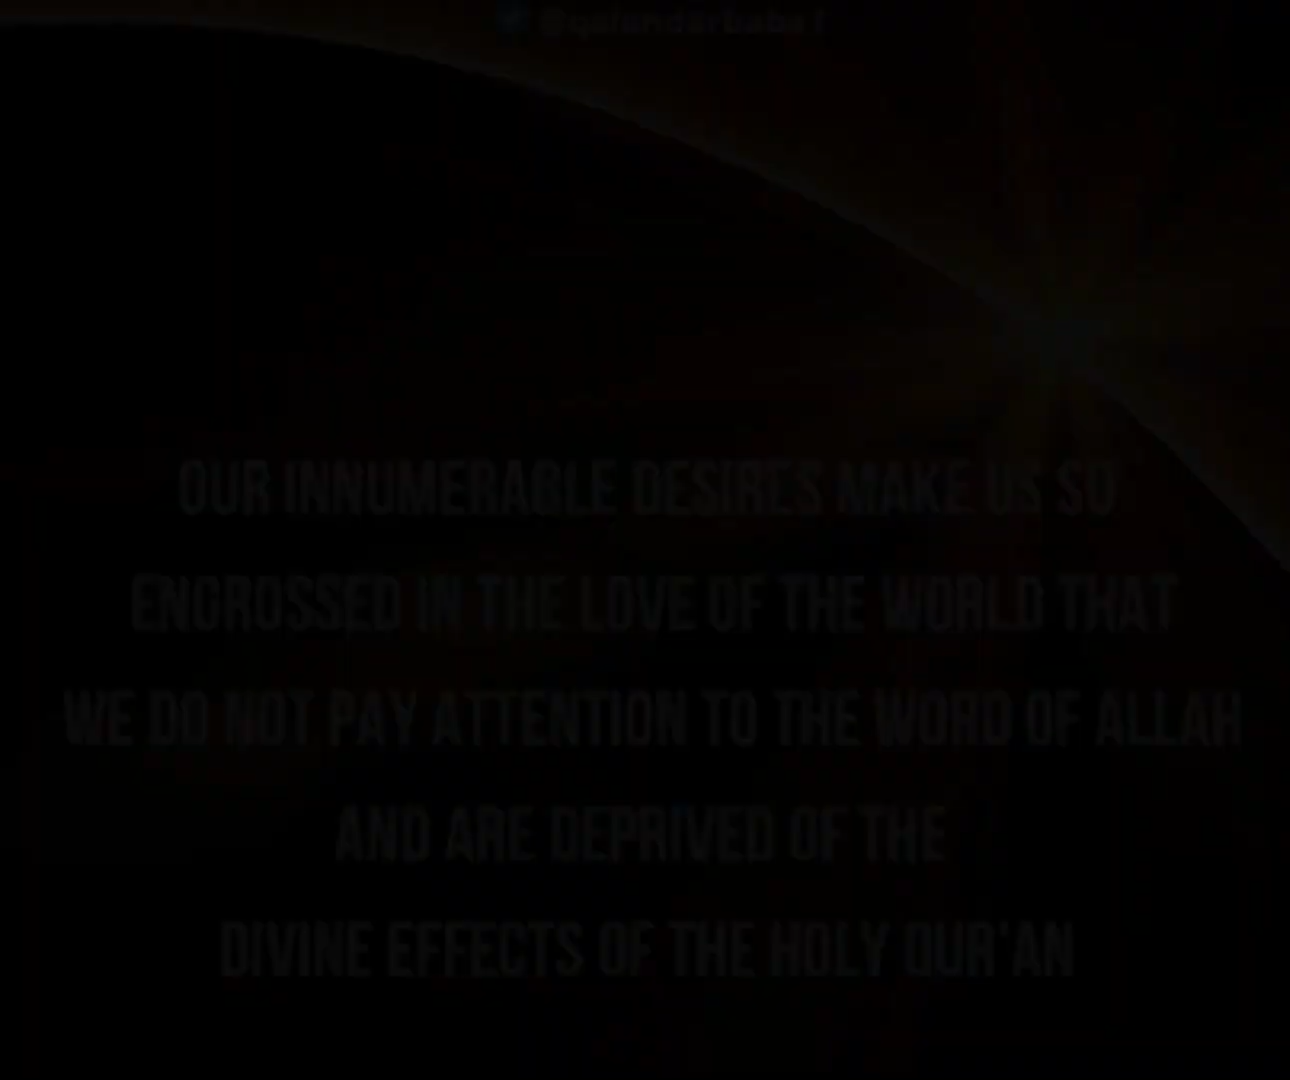 @qalandarbaba1
OUR INNUMERABLE DESIRES MAKE US SO
ENGROSSED IN THE LOVE OF THE WORLD THAT
WE DO NOT PAY ATTENTION TO THE WORD OF ALLAH
AND ARE DEPRIVED OF THE
DIVINE EFFECTS OF THE HOLY QUR'AN